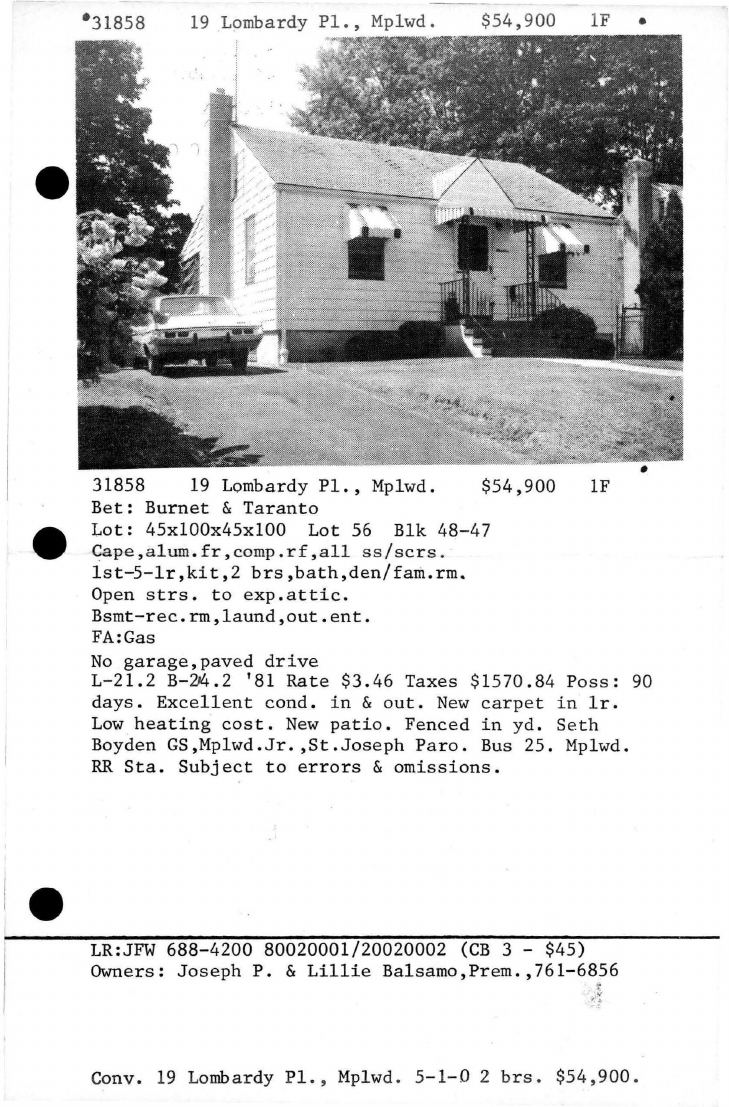 31858 19 Lombardy Pl., Mplwd. $54,900 1F
31858 19 Lombardy Pl., Mplwd. $54,900 1F
Bet: Burnet & Taranto
Lot: 45x100x45x100 Lot 56 Blk 48-47
Cape,alum.fr,comp.rf,all ss/scrs.
1st-5-lr,kit,2 brs,bath,den/fam.rm.
Open strs. to exp.attic.
Bsmt-rec.rm,laund,out.ent.
FA:Gas
No garage,paved drive
L-21.2 B-24.2 '81 Rate $3.46 Taxes $1570.84 Poss: 90
days. Excellent cond. in & out. New carpet in lr.
Low heating cost. New patio. Fenced in yd. Seth
Boyden GS,Mplwd.Jr.,St.Joseph Paro. Bus 25. Mplwd.
RR Sta. Subject to errors & omissions.
LR:JFW 688-4200 80020001/20020002 (CB 3 - $45)
Owners: Joseph P. & Lillie Balsamo,Prem.,761-6856
Conv. 19 Lombardy Pl., Mplwd. 5-1-0 2 brs. $54,900.